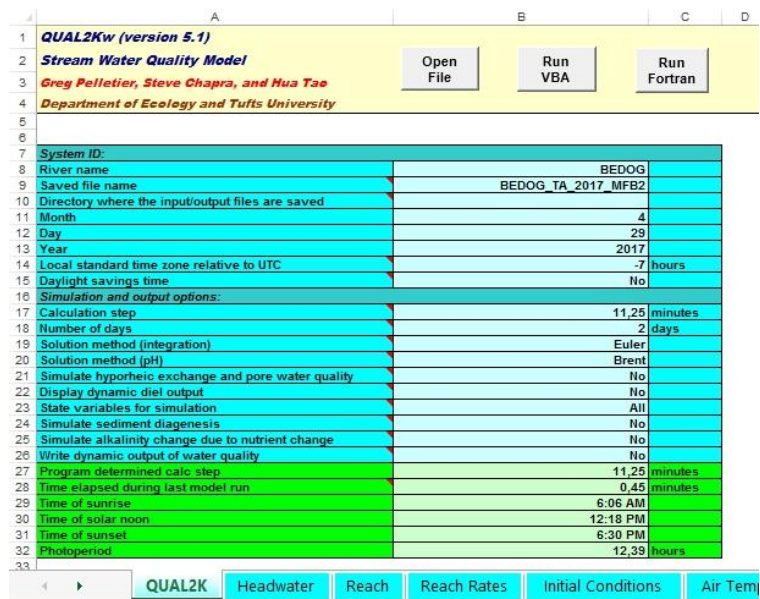 A B C D
1 QUAL2Kw (version 5.1)
2 Stream Water Quality Model
3 Greg Pelletier, Steve Chapra, and Hua Tao
4 Department of Ecology and Tufts University
Open File
Run VBA
Run Fortran
5
6
7 System ID:
8 River name BEDOG
9 Saved file name BEDOG_TA_2017_MFB2
10 Directory where the input/output files are saved
11 Month 4
12 Day 29
13 Year 2017
14 Local standard time zone relative to UTC -7 hours
15 Daylight savings time No
16 Simulation and output options:
17 Calculation step 11,25 minutes
18 Number of days 2 days
19 Solution method (integration) Euler
20 Solution method (pH) Brent
21 Simulate hyporheic exchange and pore water quality No
22 Display dynamic diel output No
23 State variables for simulation All
24 Simulate sediment diagenesis No
25 Simulate alkalinity change due to nutrient change No
26 Write dynamic output of water quality No
27 Program determined calc step 11,25 minutes
28 Time elapsed during last model run 0,45 minutes
29 Time of sunrise 6:06 AM
30 Time of solar noon 12:18 PM
31 Time of sunset 6:30 PM
32 Photoperiod 12,39 hours
33
QUAL2K Headwater Reach Reach Rates Initial Conditions Air Temp